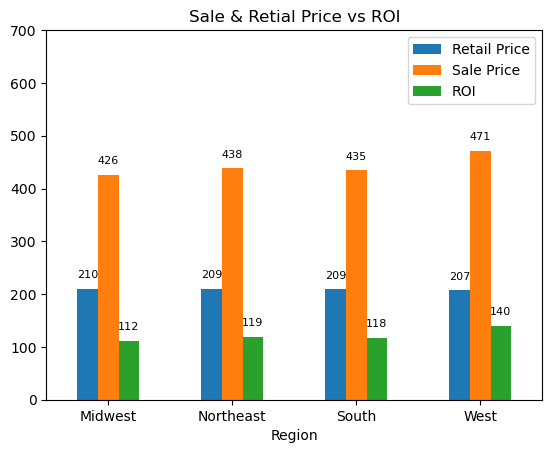 Sale & Retial Price vs ROI
700
600
500
400
300
200
100
0
Retail Price
Sale Price
ROI
210
426
112
209
438
119
209
435
118
207
471
140
Midwest
Northeast
South
West
Region